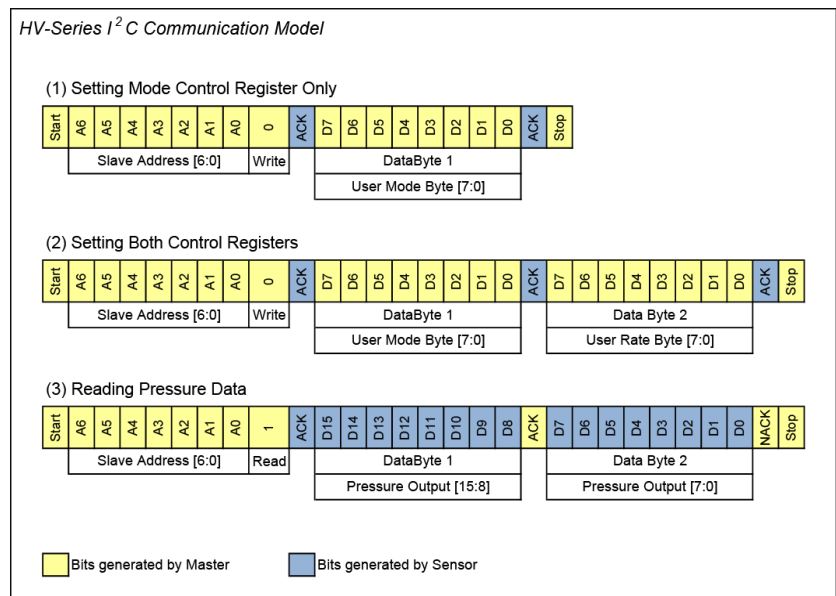 HV-Series I² C Communication Model
(1) Setting Mode Control Register Only
Start A6 A5 A4 A3 A2 A1 A0 0 ACK D7 D6 D5 D4 D3 D2 D1 D0 ACK Stop
Slave Address [6:0] Write DataByte 1
User Mode Byte [7:0]
(2) Setting Both Control Registers
Start A6 A5 A4 A3 A2 A1 A0 0 ACK D7 D6 D5 D4 D3 D2 D1 D0 ACK D7 D6 D5 D4 D3 D2 D1 D0 ACK Stop
Slave Address [6:0] Write DataByte 1 Data Byte 2
User Mode Byte [7:0] User Rate Byte [7:0]
(3) Reading Pressure Data
Start A6 A5 A4 A3 A2 A1 A0 1 ACK D15 D14 D13 D12 D11 D10 D9 D8 ACK D7 D6 D5 D4 D3 D2 D1 D0 NACK Stop
Slave Address [6:0] Read DataByte 1 Data Byte 2
Pressure Output [15:8] Pressure Output [7:0]
Bits generated by Master Bits generated by Sensor